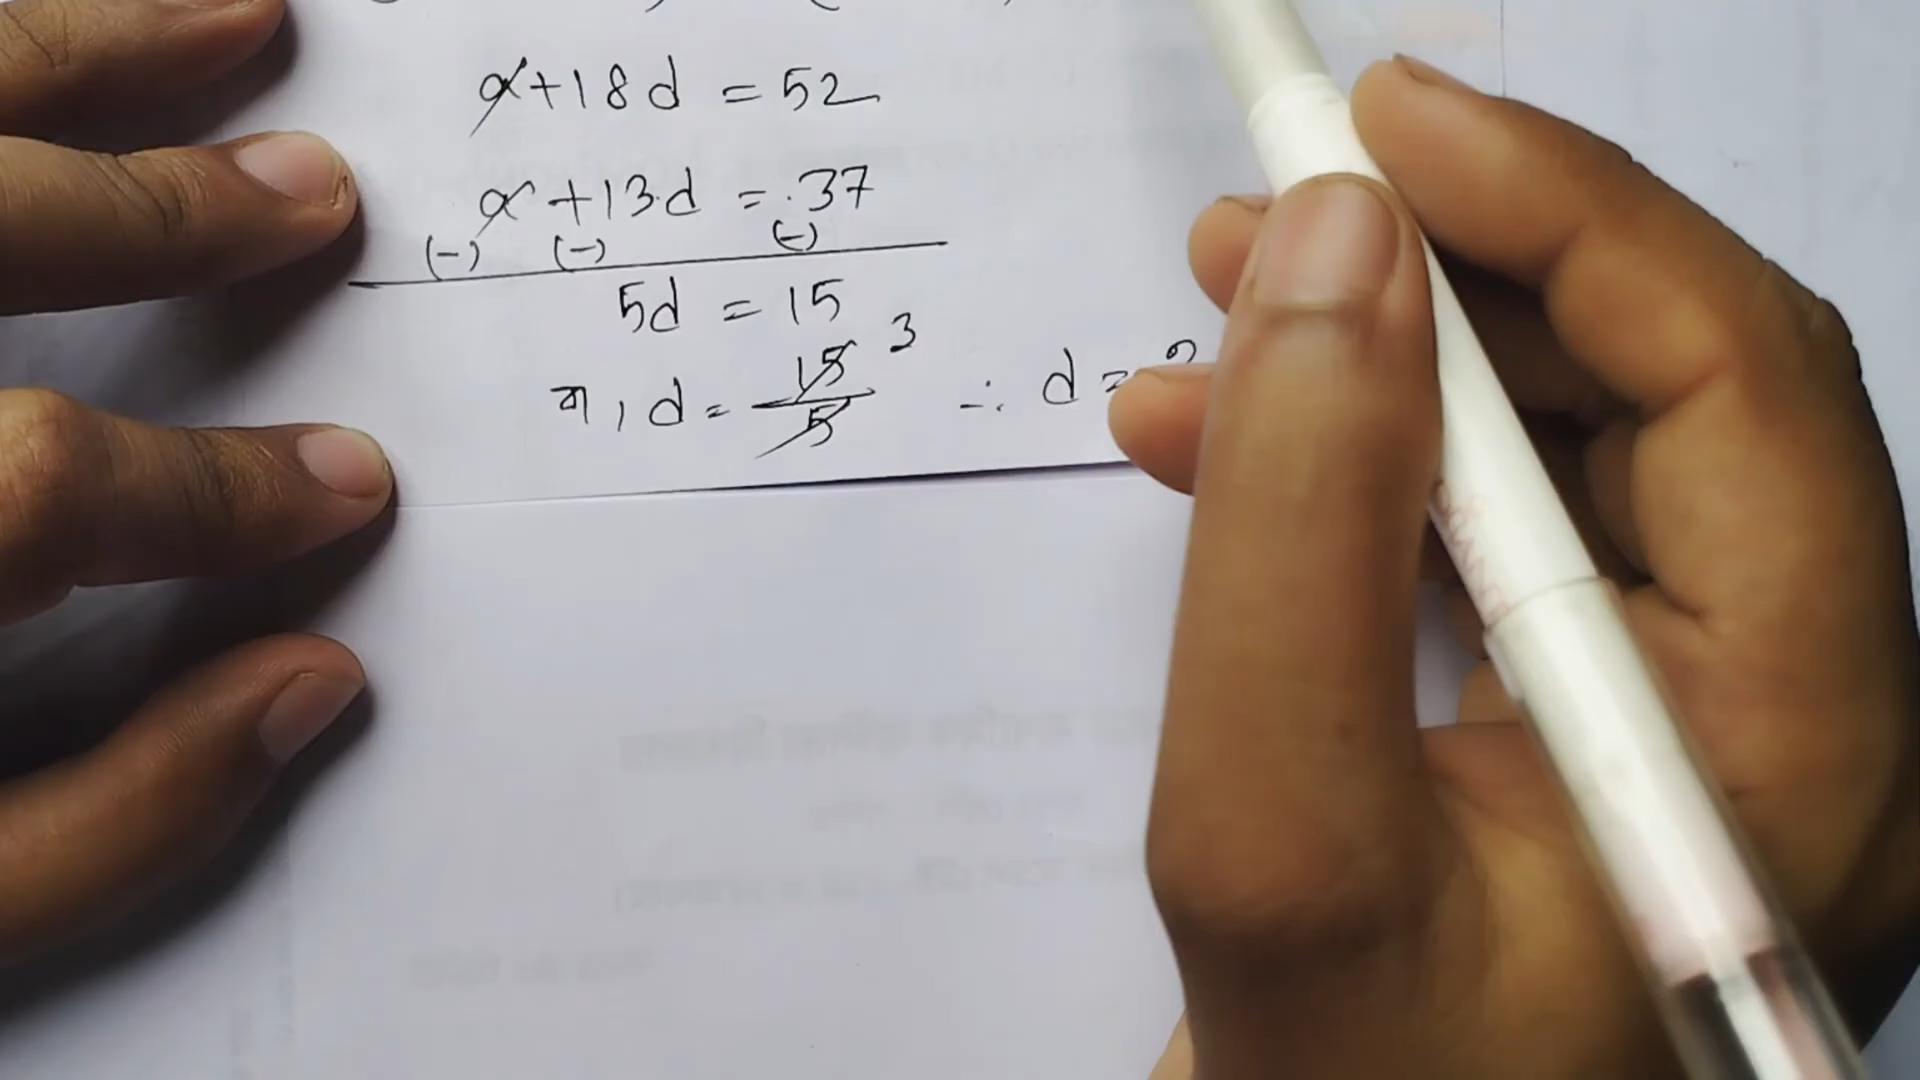 a+18d = 52
a+13d = 37
(-) (-) (-)
5d = 15
বা, d = 15/5 3 ∴ d =